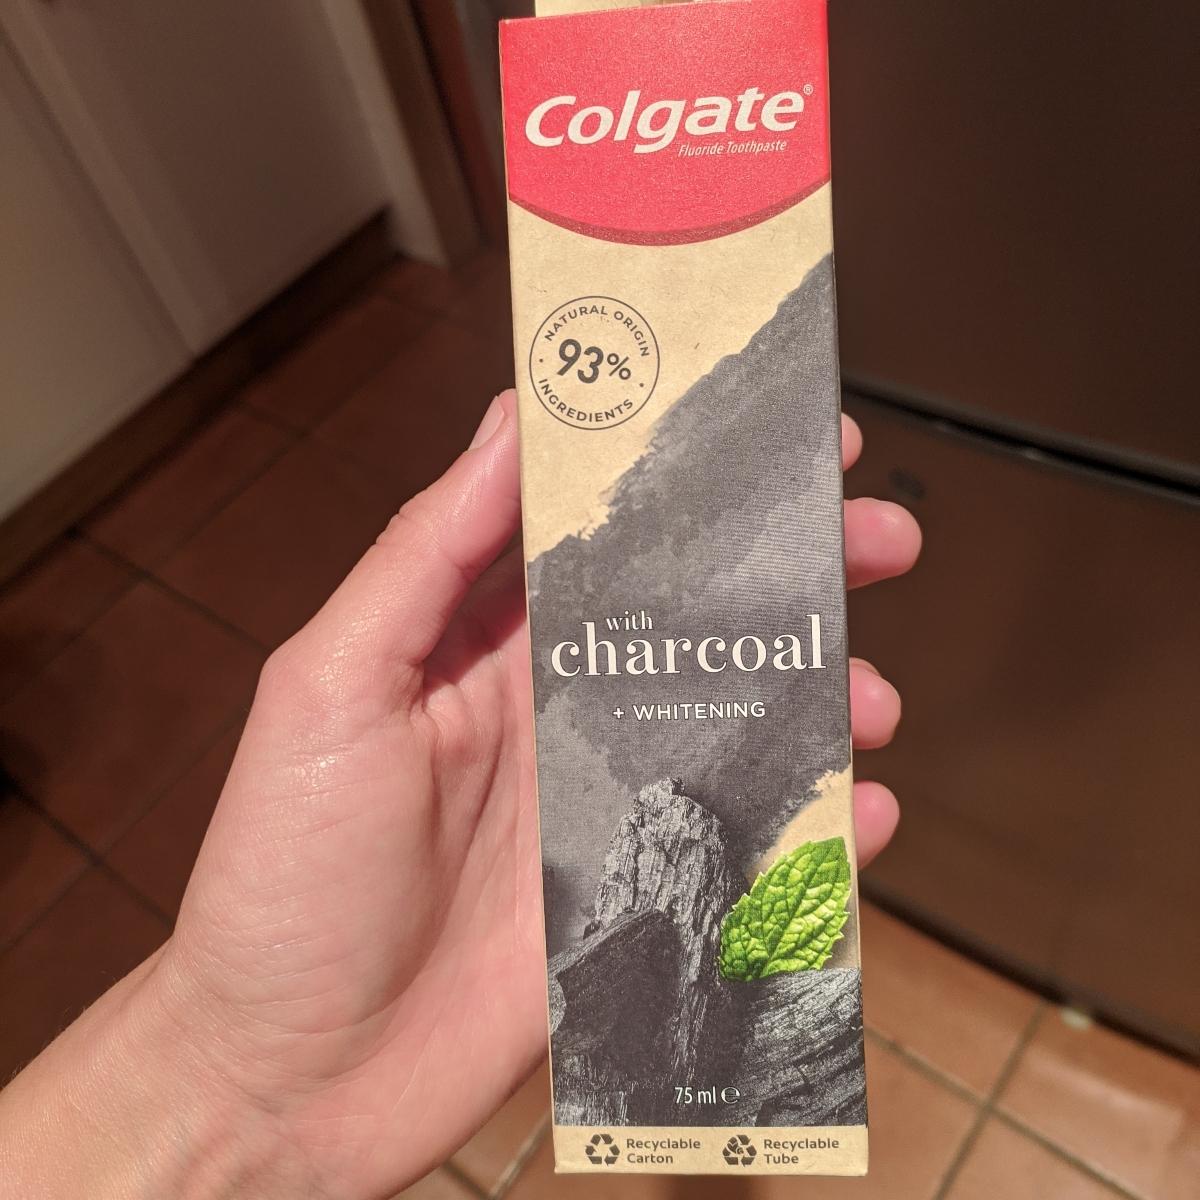 Colgate®
Fluoride Toothpaste
NATURAL ORIGIN
93%
INGREDIENTS
with
charcoal
+ WHITENING
75 ml ℮
Recyclable
Carton
Recyclable
Tube